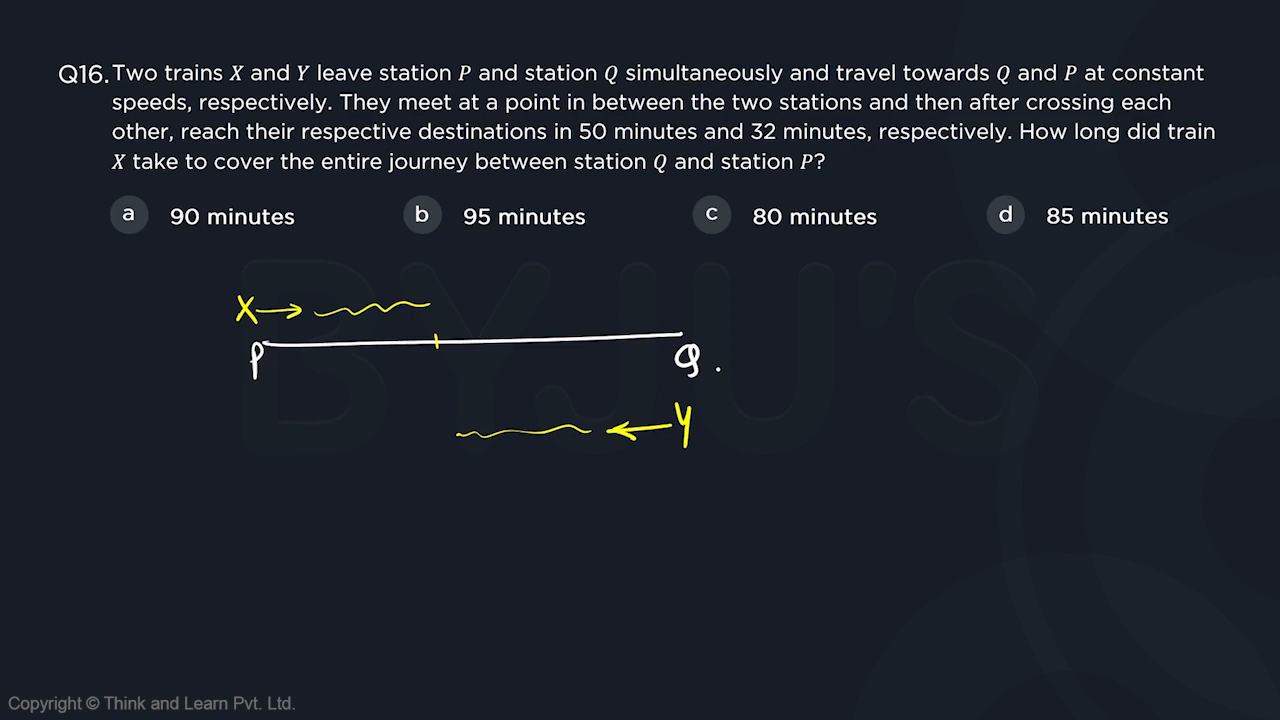 Q16. Two trains X and Y leave station P and station Q simultaneously and travel towards Q and P at constant
speeds, respectively. They meet at a point in between the two stations and then after crossing each
other, reach their respective destinations in 50 minutes and 32 minutes, respectively. How long did train
X take to cover the entire journey between station Q and station P?
a 90 minutes b 95 minutes c 80 minutes d 85 minutes
BYJU'S
X
P Q .
Y
Copyright © Think and Learn Pvt. Ltd.